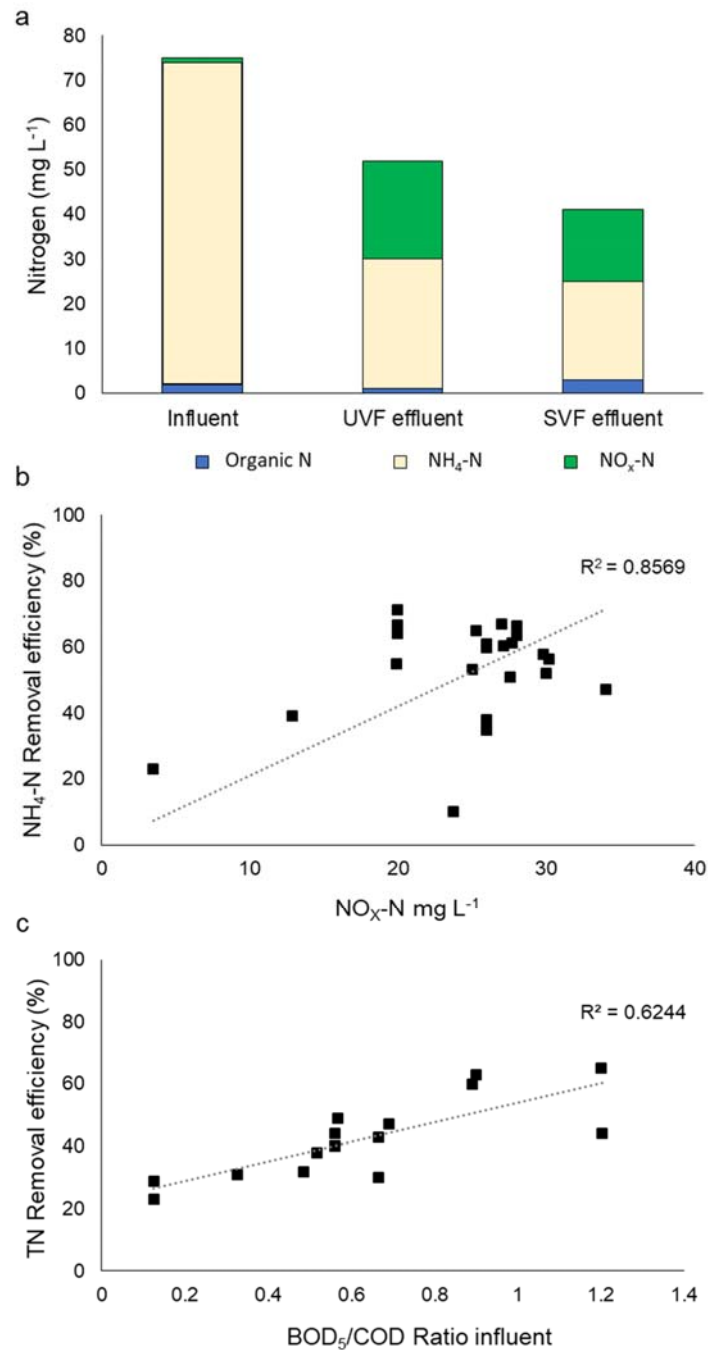 a
80
70
60
50
40
30
20
10
0
Nitrogen (mg L⁻¹)
Influent UVF effluent SVF effluent
Organic N NH₄-N NOₓ-N
b
100
80
60
40
20
0
NH₄-N Removal efficiency (%)
R² = 0.8569
0 10 20 30 40
NOₓ-N mg L⁻¹
c
100
80
60
40
20
0
TN Removal efficiency (%)
R² = 0.6244
0 0.2 0.4 0.6 0.8 1 1.2 1.4
BOD₅/COD Ratio influent